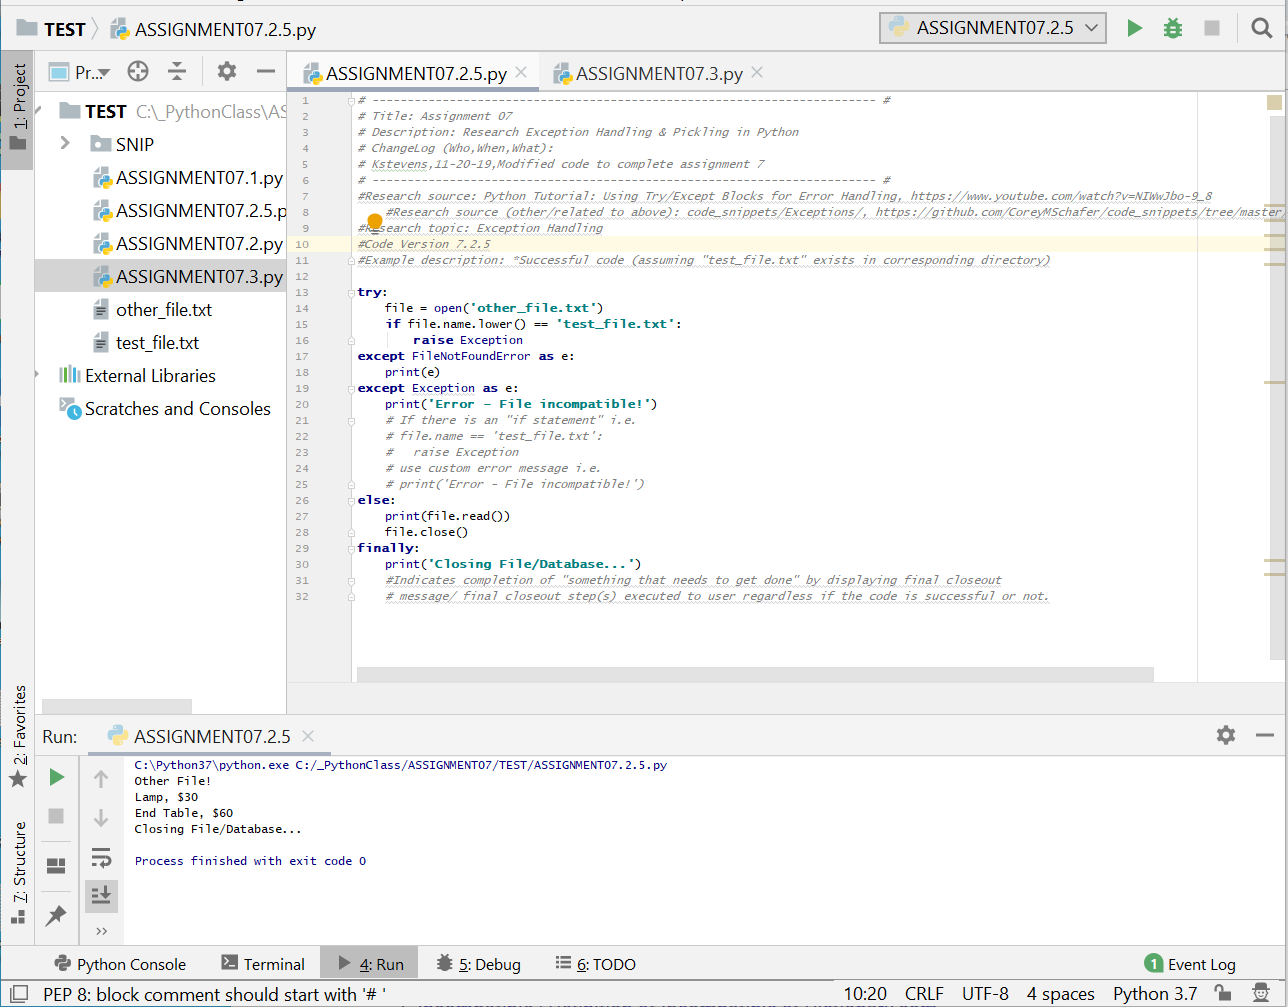 TEST
ASSIGNMENT07.2.5.py
ASSIGNMENT07.2.5
1: Project
Pr...
TEST C:\_PythonClass\AS
SNIP
ASSIGNMENT07.1.py
ASSIGNMENT07.2.5.p
ASSIGNMENT07.2.py
ASSIGNMENT07.3.py
other_file.txt
test_file.txt
External Libraries
Scratches and Consoles
ASSIGNMENT07.2.5.py
ASSIGNMENT07.3.py
1 # ------------------------------------------------------------------------ #
2 # Title: Assignment 07
3 # Description: Research Exception Handling & Pickling in Python
4 # ChangeLog (Who,When,What):
5 # Kstevens,11-20-19,Modified code to complete assignment 7
6 # ------------------------------------------------------------------------ #
7 #Research source: Python Tutorial: Using Try/Except Blocks for Error Handling, https://www.youtube.com/watch?v=NIWwJbo-9_8
8 #Research source (other/related to above): code_snippets/Exceptions/, https://github.com/CoreyMSchafer/code_snippets/tree/master/
9 #Research topic: Exception Handling
10 #Code Version 7.2.5
11 #Example description: *Successful code (assuming "test_file.txt" exists in corresponding directory)
12
13 try:
14 file = open('other_file.txt')
15 if file.name.lower() == 'test_file.txt':
16 raise Exception
17 except FileNotFoundError as e:
18 print(e)
19 except Exception as e:
20 print('Error - File incompatible!')
21 # If there is an "if statement" i.e.
22 # file.name == 'test_file.txt':
23 #   raise Exception
24 # use custom error message i.e.
25 # print('Error - File incompatible!')
26 else:
27 print(file.read())
28 file.close()
29 finally:
30 print('Closing File/Database...')
31 #Indicates completion of "something that needs to get done" by displaying final closeout
32 # message/ final closeout step(s) executed to user regardless if the code is successful or not.
2: Favorites
7: Structure
Run: ASSIGNMENT07.2.5
C:\Python37\python.exe C:/_PythonClass/ASSIGNMENT07/TEST/ASSIGNMENT07.2.5.py
Other File!
Lamp, $30
End Table, $60
Closing File/Database...
Process finished with exit code 0
Python Console Terminal 4: Run 5: Debug 6: TODO 1 Event Log
PEP 8: block comment should start with '# ' 10:20 CRLF UTF-8 4 spaces Python 3.7